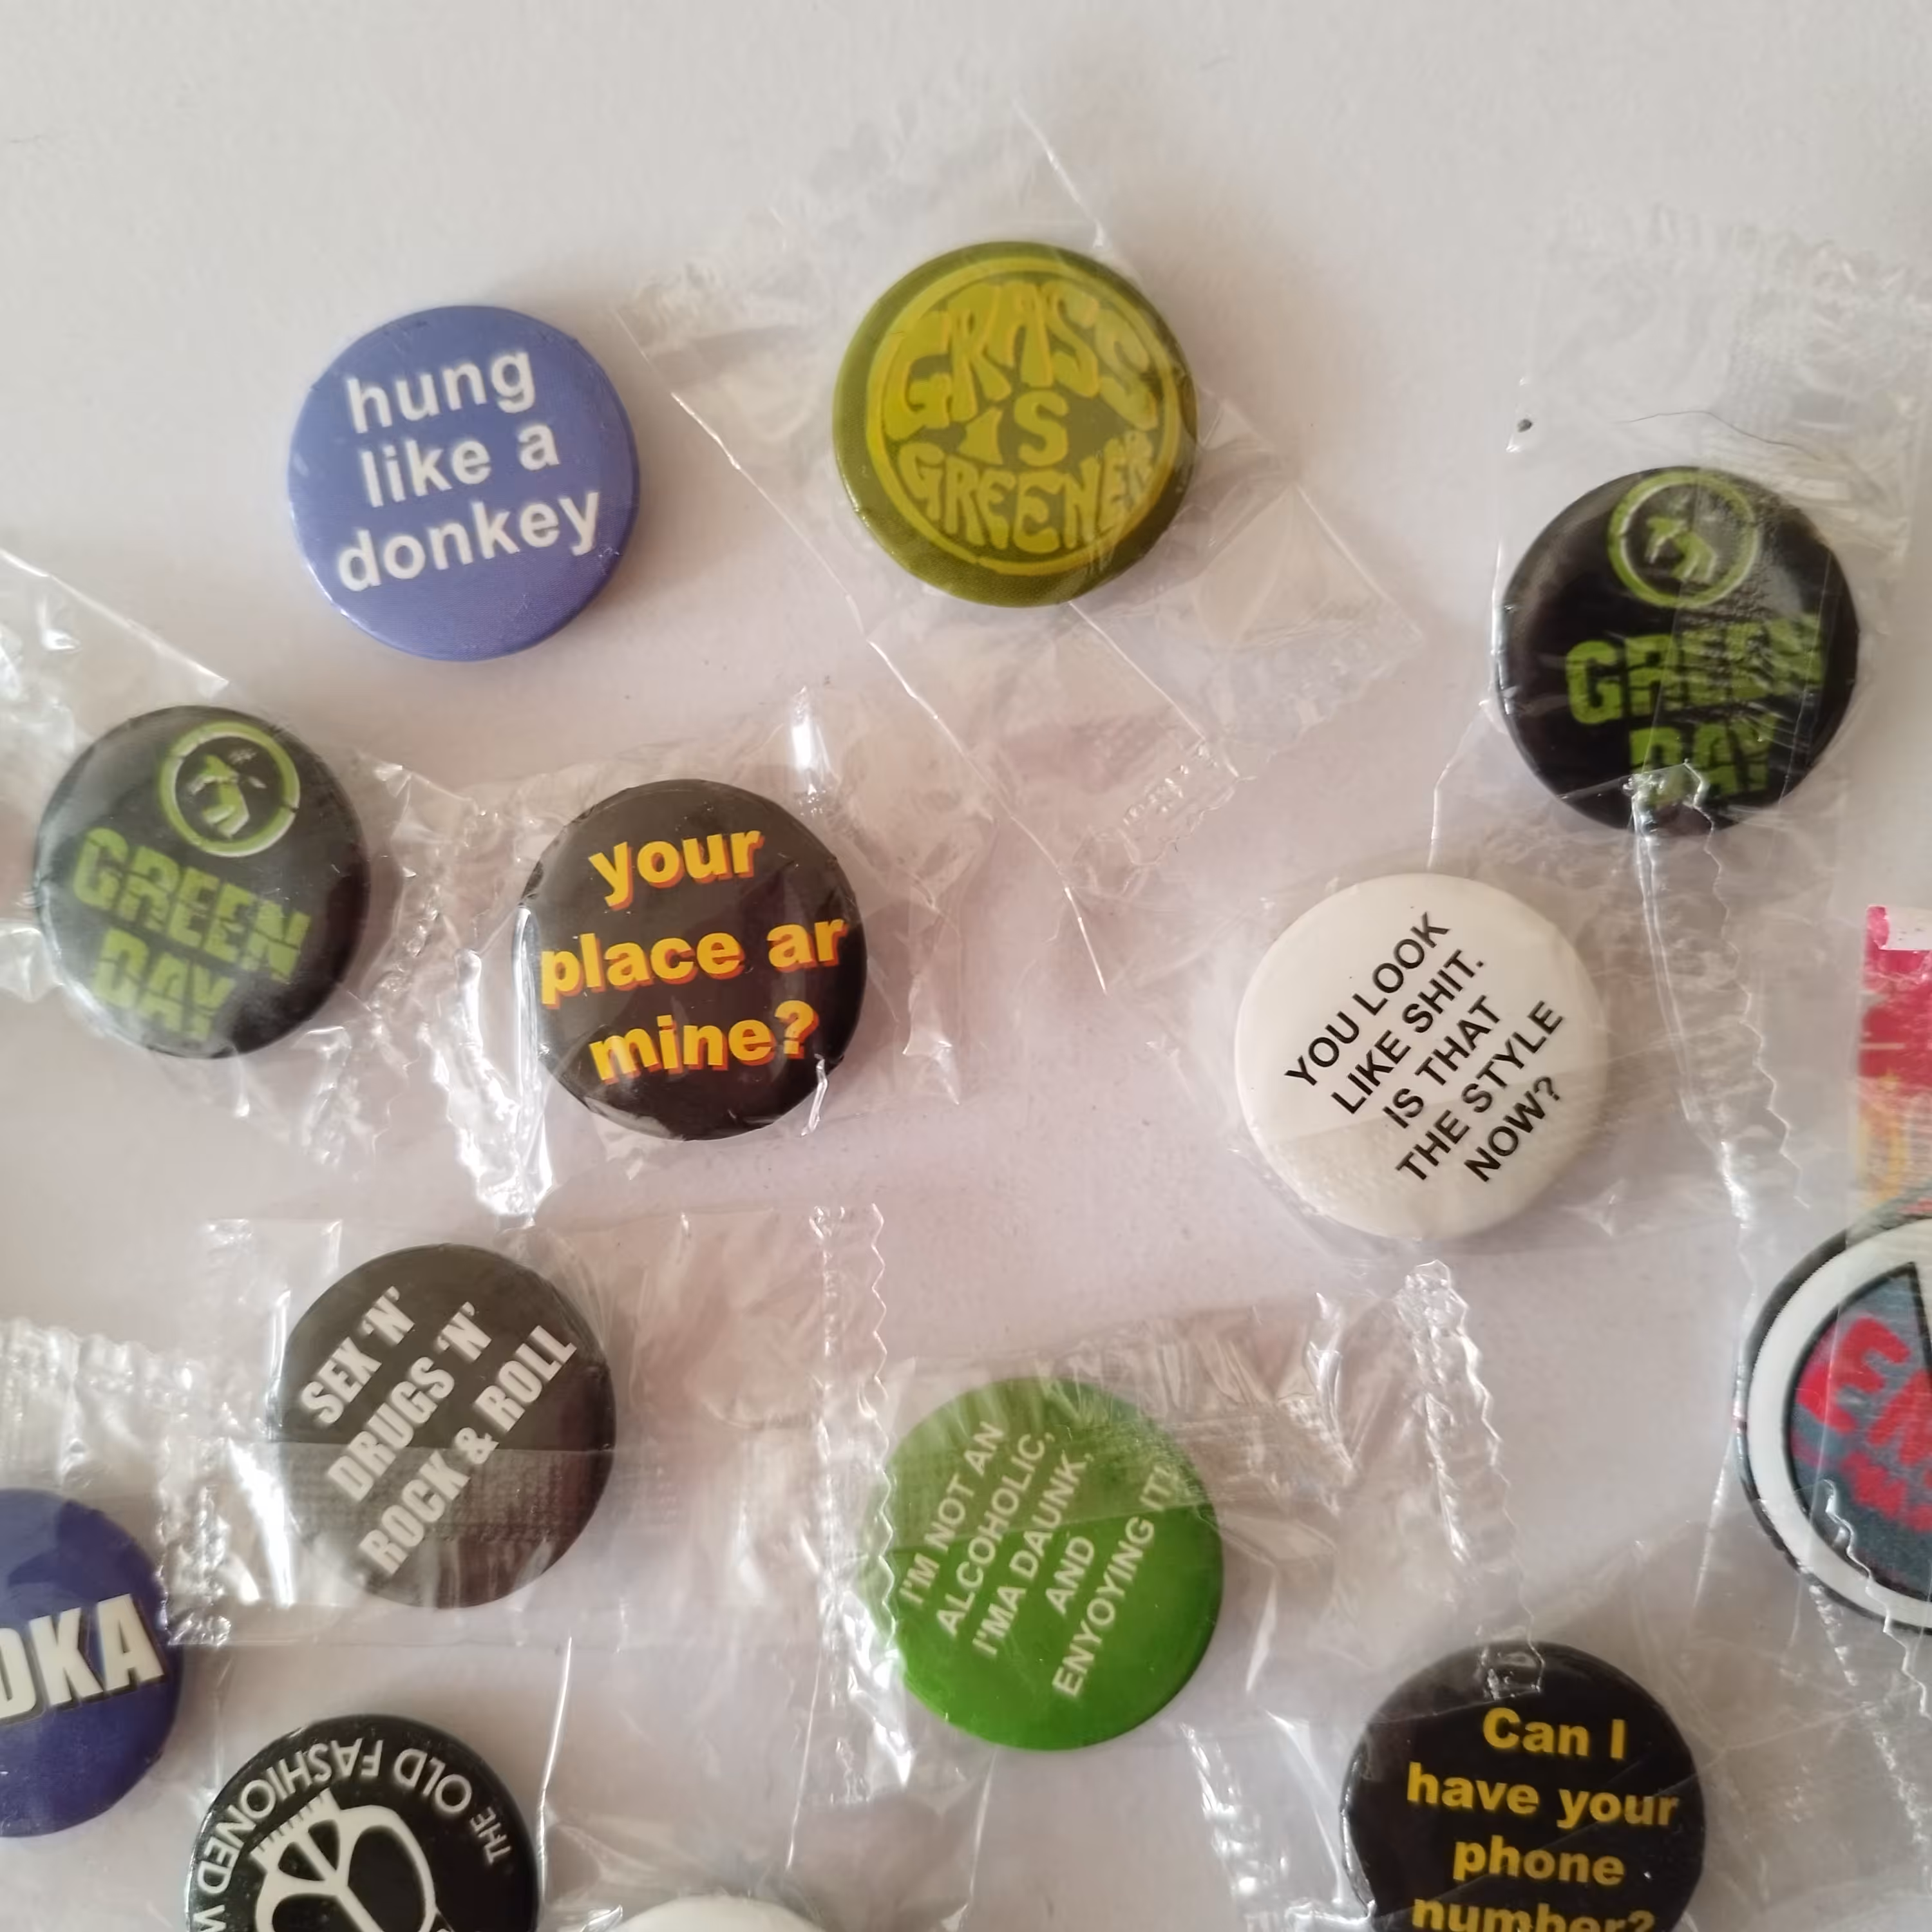 hung
like a
donkey
GRASS
IS
GREENER
GREEN
DAY
GREEN
DAY
your
place ar
mine?
YOU LOOK
LIKE SHIT.
IS THAT
THE STYLE
NOW?
SEX 'N'
DRUGS 'N'
ROCK & ROLL
I'M NOT AN
ALCOHOLIC,
I'MA DAUNK,
AND
ENYOYING IT!
DKA
THE OLD FASHIONED W
Can I
have your
phone
number?